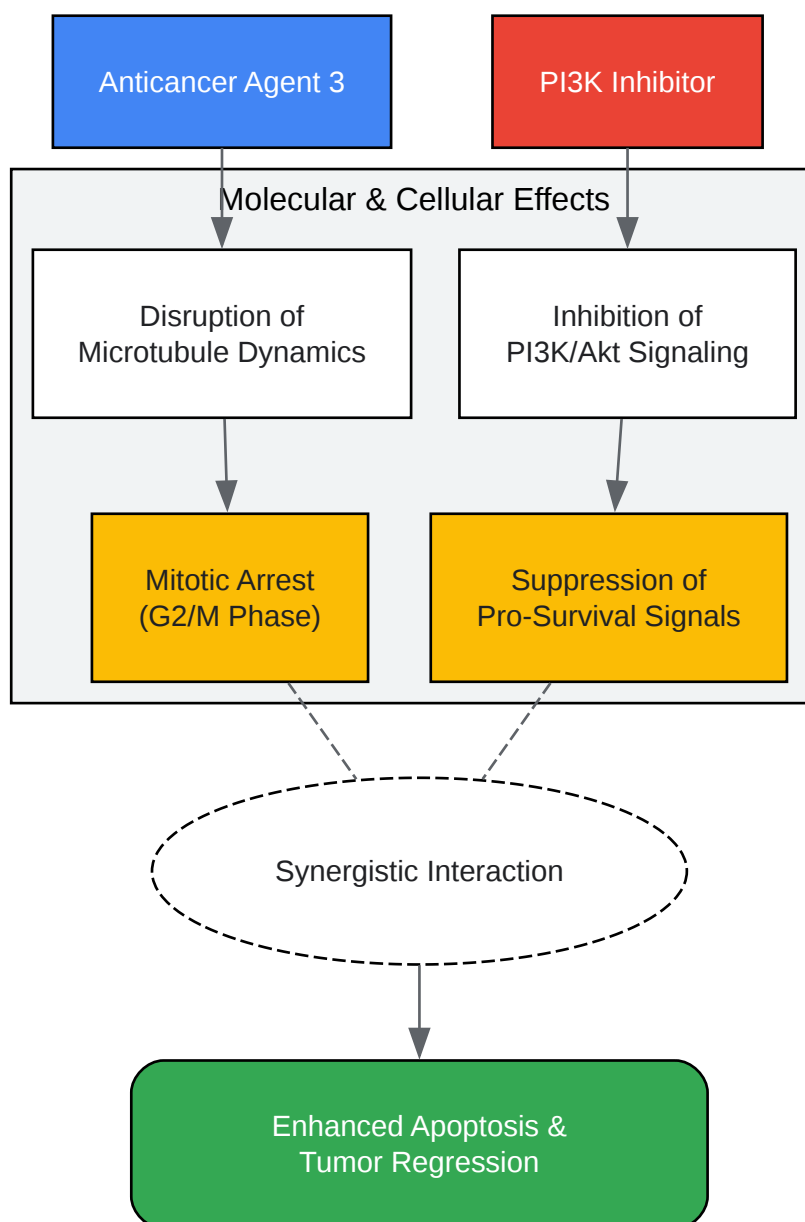 Anticancer Agent 3
PI3K Inhibitor
Molecular & Cellular Effects
Disruption of
Microtubule Dynamics
Inhibition of
PI3K/Akt Signaling
Mitotic Arrest
(G2/M Phase)
Suppression of
Pro-Survival Signals
Synergistic Interaction
Enhanced Apoptosis &
Tumor Regression